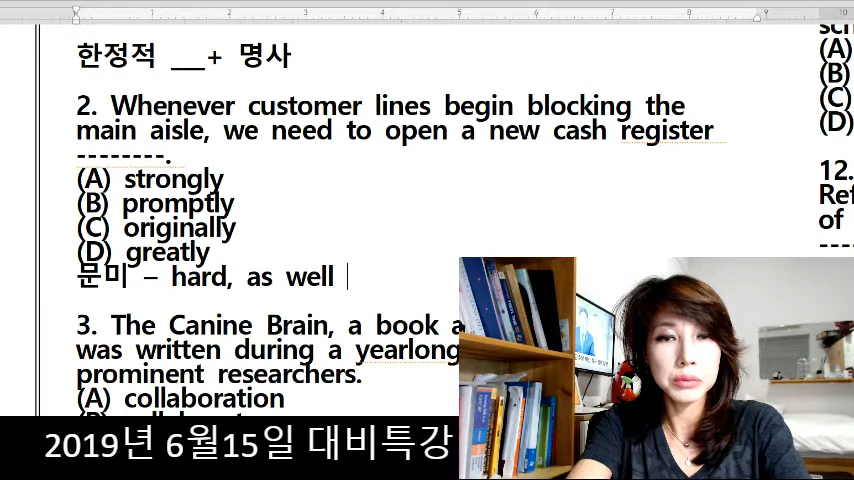 한정적 ___+ 명사
2. Whenever customer lines begin blocking the
main aisle, we need to open a new cash register
--------.
(A) strongly
(B) promptly
(C) originally
(D) greatly
문미 – hard, as well
3. The Canine Brain, a book a
was written during a yearlong
prominent researchers.
(A) collaboration
2019년 6월15일 대비특강
(A)
(B)
(C)
(D)
12.
Ref
of
----